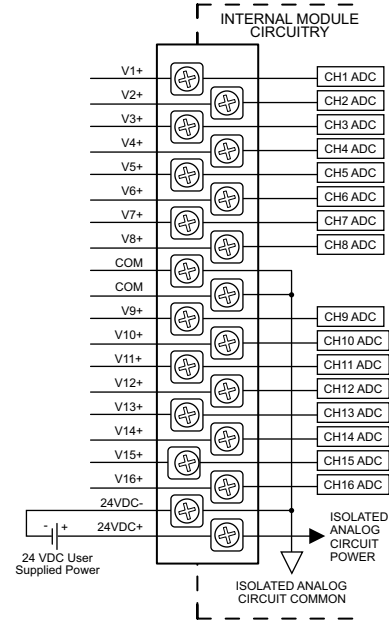 INTERNAL MODULE
CIRCUITRY
V1+
CH1 ADC
V2+
CH2 ADC
V3+
CH3 ADC
V4+
CH4 ADC
V5+
CH5 ADC
V6+
CH6 ADC
V7+
CH7 ADC
V8+
CH8 ADC
COM
COM
V9+
CH9 ADC
V10+
CH10 ADC
V11+
CH11 ADC
V12+
CH12 ADC
V13+
CH13 ADC
V14+
CH14 ADC
V15+
CH15 ADC
V16+
CH16 ADC
24VDC-
24VDC+
- +
24 VDC User
Supplied Power
ISOLATED
ANALOG
CIRCUIT
POWER
ISOLATED ANALOG
CIRCUIT COMMON